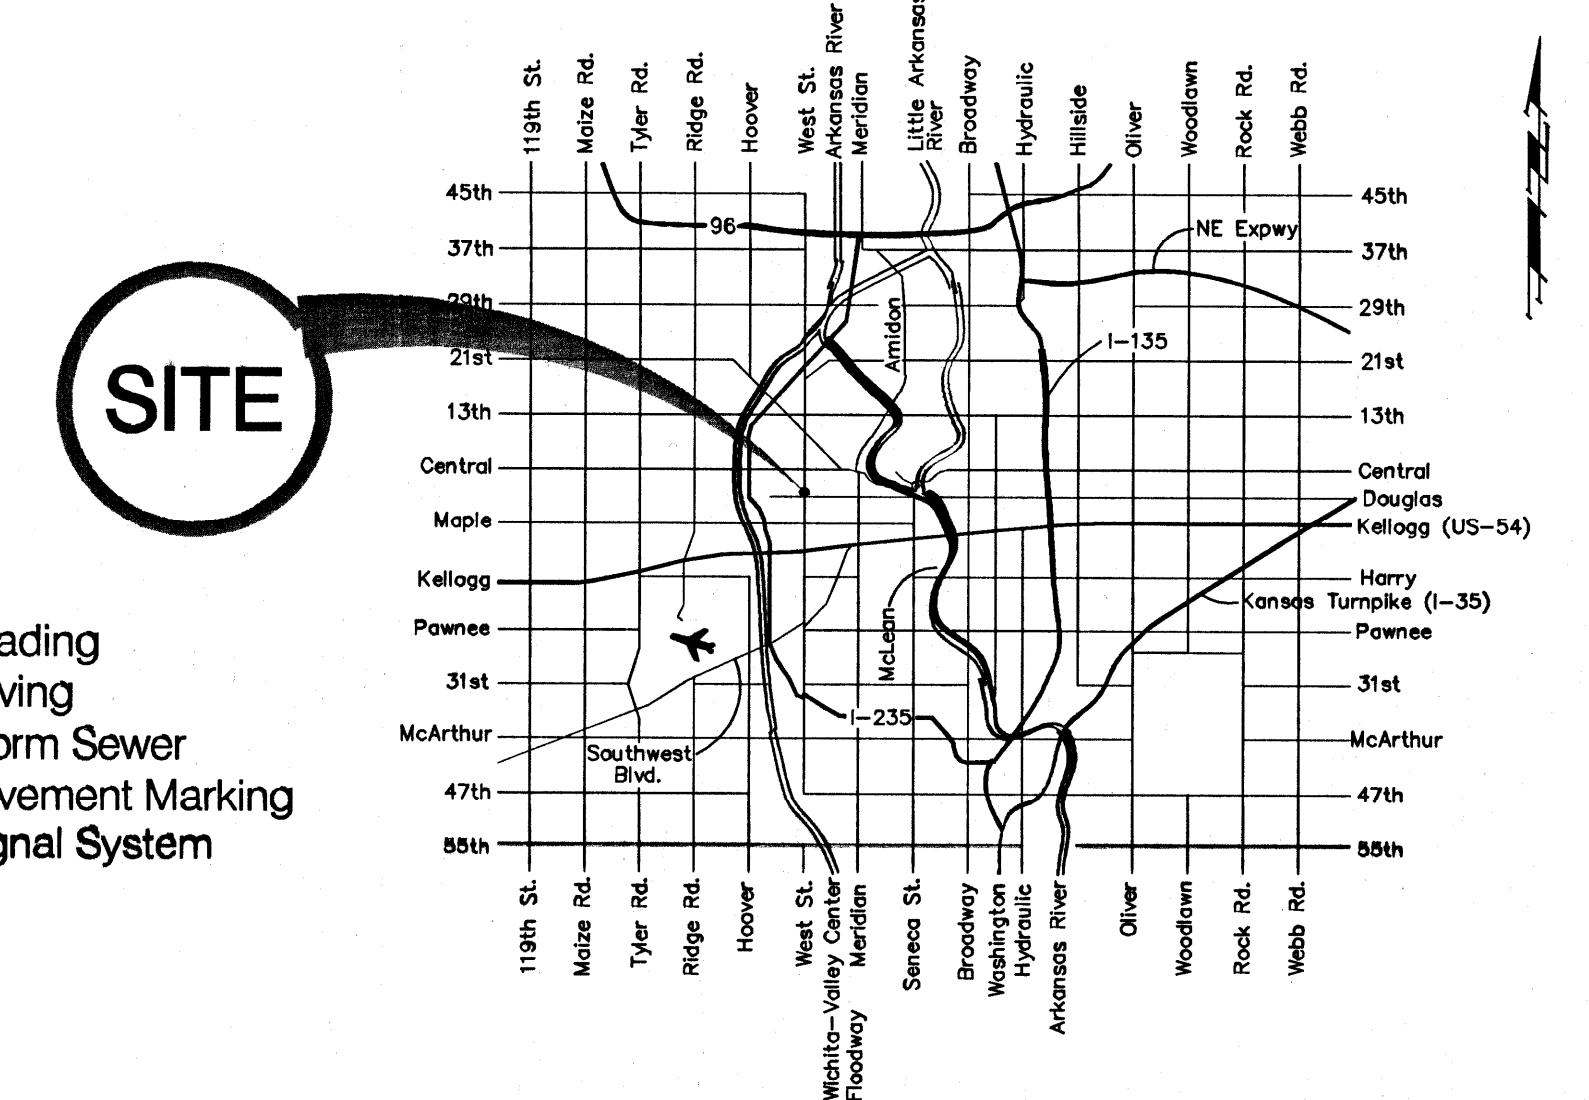 119th St.
Maize Rd.
Tyler Rd.
Ridge Rd.
Hoover
West St.
Arkansas River
Meridian
Little Arkansas
River
Broadway
Hydraulic
Hillside
Oliver
Woodlawn
Rock Rd.
Webb Rd.
45th
45th
96
NE Expwy
37th
37th
29th
29th
Amidon
21st
I-135
21st
SITE
13th
13th
Central
Central
Douglas
Maple
Kellogg (US-54)
Kellogg
Harry
Kansas Turnpike (I-35)
Pawnee
McLean
Pawnee
31st
31st
I-235
McArthur
McArthur
Southwest
Blvd.
47th
47th
55th
55th
ading
ving
orm Sewer
vement Marking
gnal System
119th St.
Maize Rd.
Tyler Rd.
Ridge Rd.
Hoover
West St.
Wichita-Valley Center
Floodway
Meridian
Seneca St.
Broadway
Washington
Hydraulic
Arkansas River
Oliver
Woodlawn
Rock Rd.
Webb Rd.